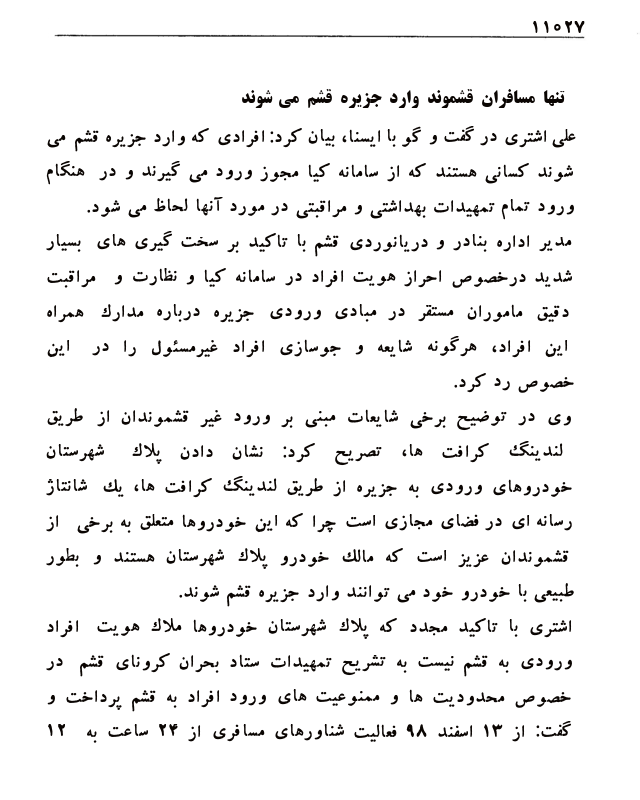 ۱۱۰۲۷
تنها مسافران قشموند وارد جزیره قشم می شوند
علی اشتری در گفت و گو با ایسنا، بیان کرد: افرادی که وارد جزیره قشم می
شوند کسانی هستند که از سامانه کیا مجوز ورود می گیرند و در هنگام
ورود تمام تمهیدات بهداشتی و مراقبتی در مورد آنها لحاظ می شود.
مدیر اداره بنادر و دریانوردی قشم با تاکید بر سخت گیری های بسیار
شدید درخصوص احراز هویت افراد در سامانه کیا و نظارت و مراقبت
دقیق ماموران مستقر در مبادی ورودی جزیره درباره مدارك همراه
این افراد، هرگونه شایعه و جوسازی افراد غیرمسئول را در این
خصوص رد کرد.
وی در توضیح برخی شایعات مبنی بر ورود غیر قشموندان از طریق
لندینگ کرافت ها، تصریح کرد: نشان دادن پلاك شهرستان
خودروهای ورودی به جزیره از طریق لندینگ کرافت ها، یك شانتاژ
رسانه ای در فضای مجازی است چرا که این خودروها متعلق به برخی از
قشموندان عزیز است که مالك خودرو پلاك شهرستان هستند و بطور
طبیعی با خودرو خود می توانند وارد جزیره قشم شوند.
اشتری با تاکید مجدد که پلاك شهرستان خودروها ملاك هویت افراد
ورودی به قشم نیست به تشریح تمهیدات ستاد بحران کرونای قشم در
خصوص محدودیت ها و ممنوعیت های ورود افراد به قشم پرداخت و
گفت: از ۱۳ اسفند ۹۸ فعالیت شناورهای مسافری از ۲۴ ساعت به ۱۲